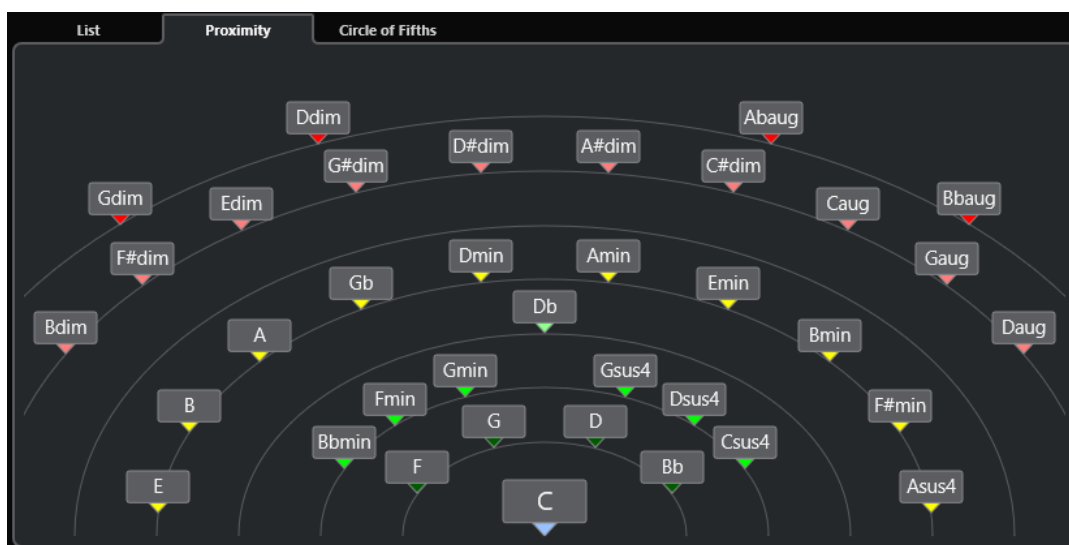 List Proximity Circle of Fifths
Ddim Abaug
D#dim A#dim
G#dim C#dim
Gdim Edim Caug Bbaug
F#dim Dmin Amin Gaug
Gb Emin
Db
Bdim A Bmin Daug
Gmin Gsus4
B Fmin Dsus4 F#min
G D
Bbmin Csus4
F Bb
E Asus4
C